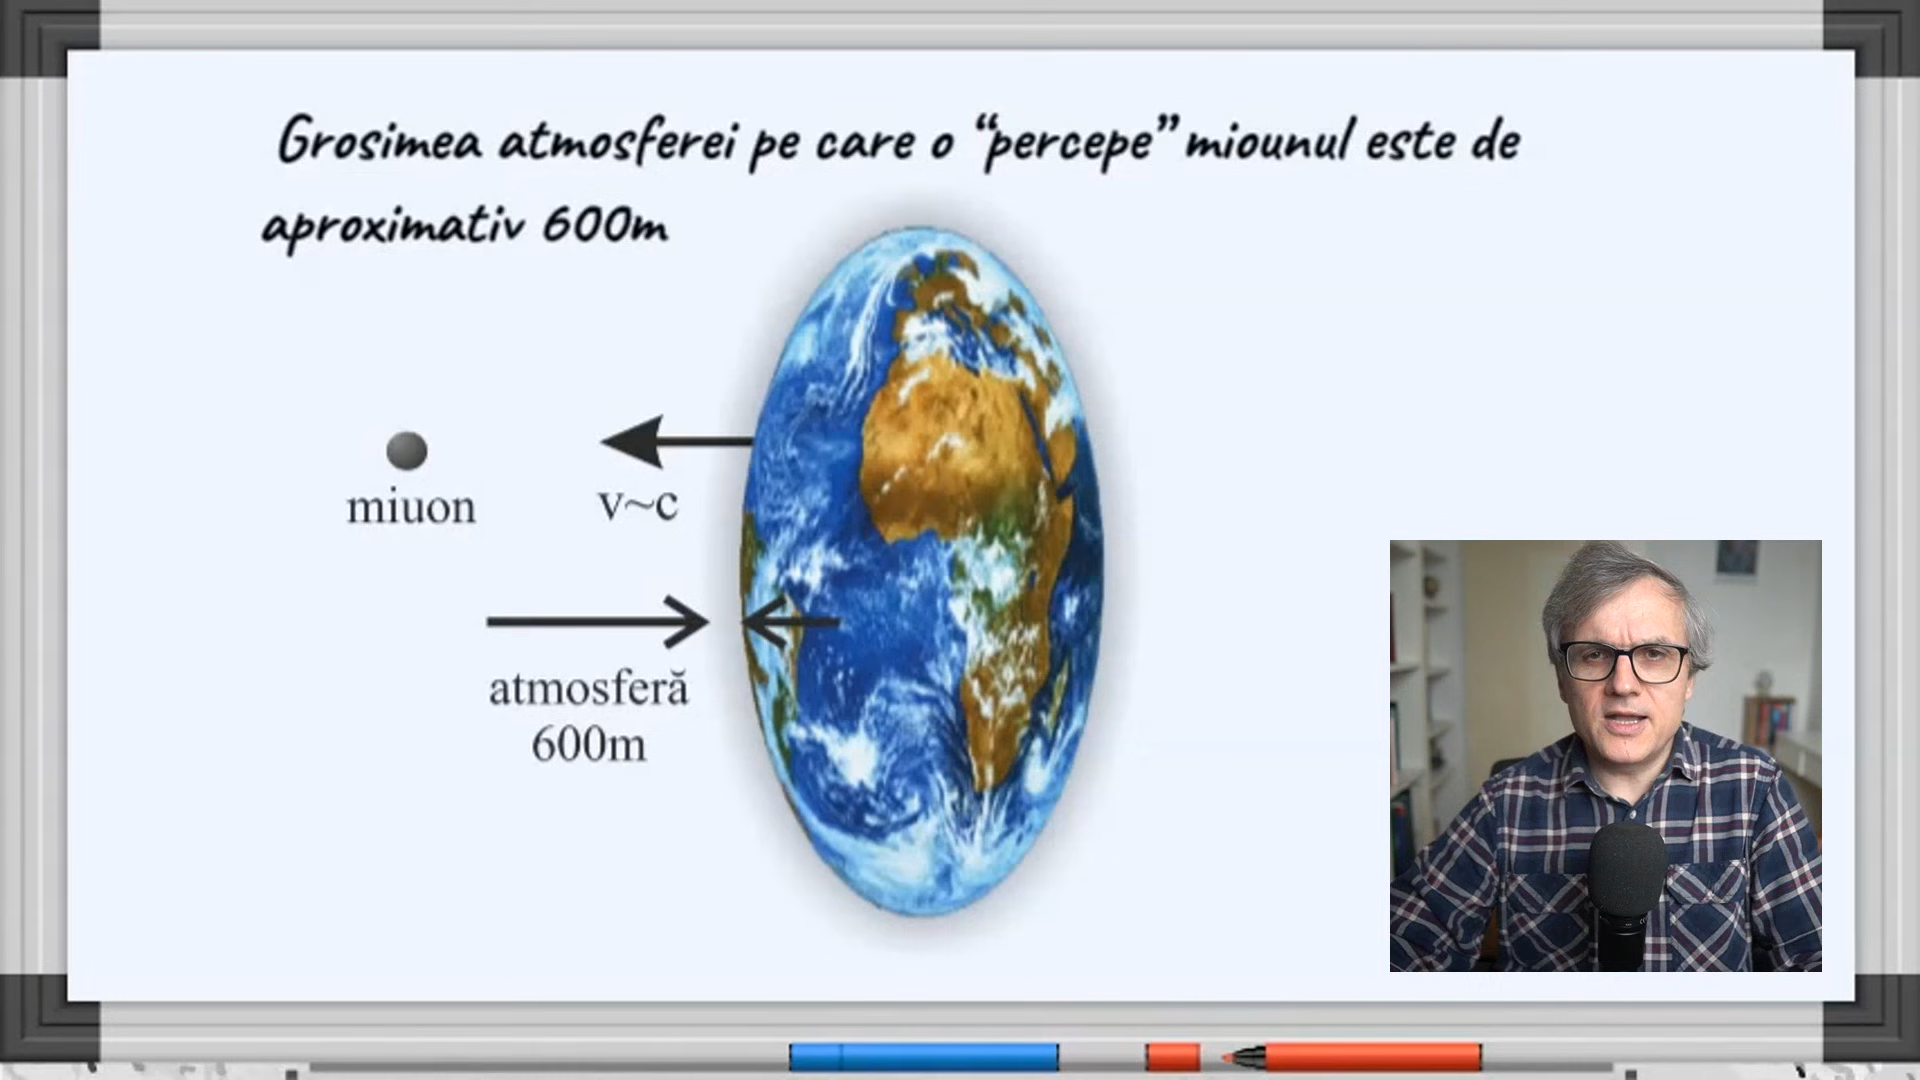 Grosimea atmosferei pe care o “percepe” miounul este de
aproximativ 600m
miuon
v~c
atmosferă
600m